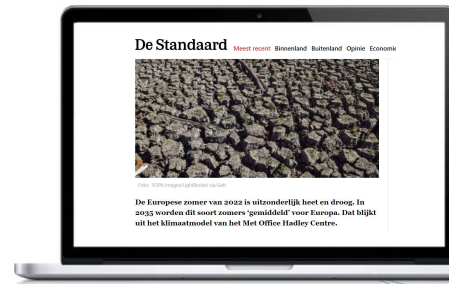 De Standaard Meest recent Binnenland Buitenland Opinie Economie
Foto: SOPA Images/LightRocket via Gett
De Europese zomer van 2022 is uitzonderlijk heet en droog. In
2035 worden dit soort zomers ‘gemiddeld’ voor Europa. Dat blijkt
uit het klimaatmodel van het Met Office Hadley Centre.